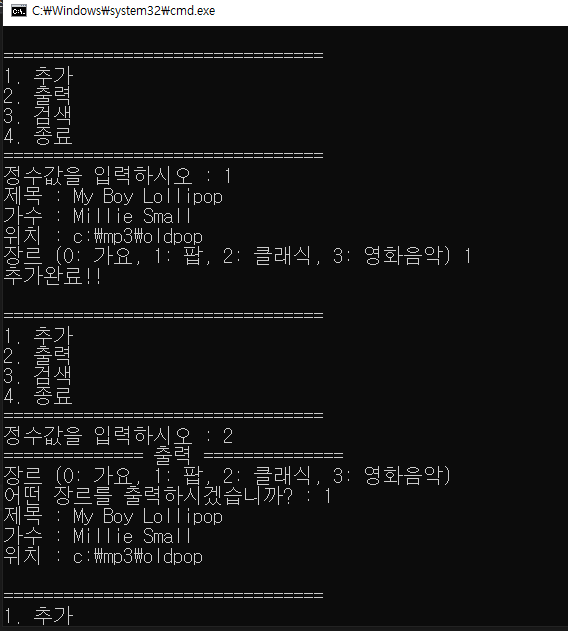 C:\Windows\system32\cmd.exe
================================
1. 추가
2. 출력
3. 검색
4. 종료
================================
정수값을 입력하시오 : 1
제목 : My Boy Lollipop
가수 : Millie Small
위치 : c:\mp3\oldpop
장르 (0: 가요, 1: 팝, 2: 클래식, 3: 영화음악) 1
추가완료!!
================================
1. 추가
2. 출력
3. 검색
4. 종료
================================
정수값을 입력하시오 : 2
============== 출력 ==============
장르 (0: 가요, 1: 팝, 2: 클래식, 3: 영화음악)
어떤 장르를 출력하시겠습니까? : 1
제목 : My Boy Lollipop
가수 : Millie Small
위치 : c:\mp3\oldpop
================================
1. 추가